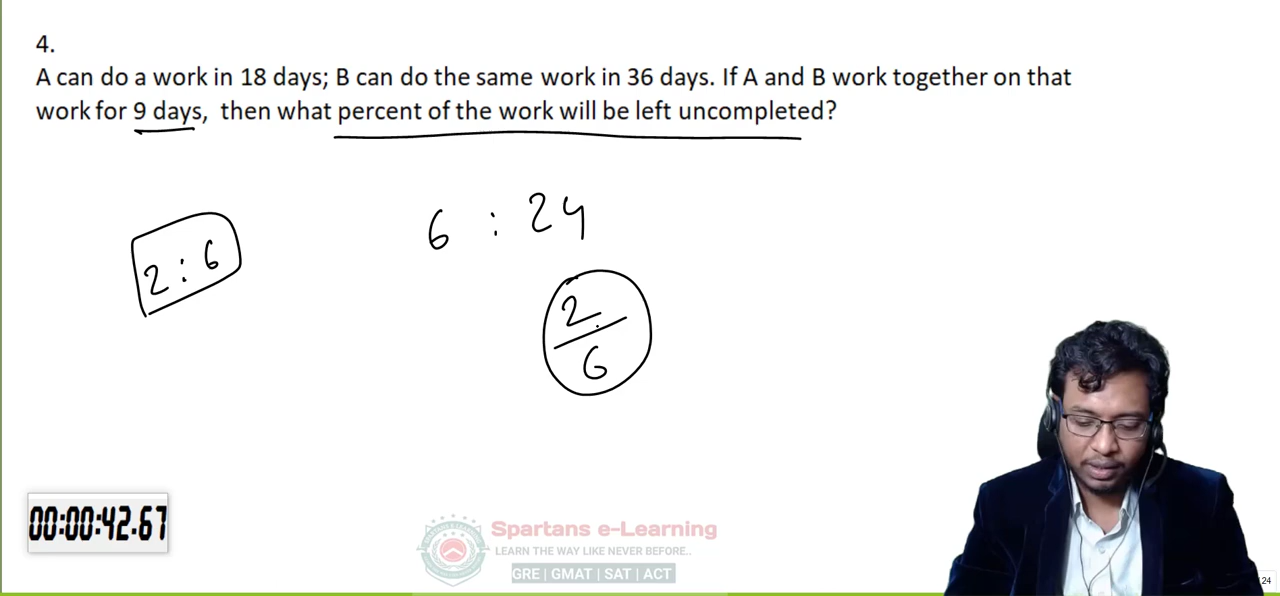 4.
A can do a work in 18 days; B can do the same work in 36 days. If A and B work together on that
work for 9 days, then what percent of the work will be left uncompleted?
6 : 24
2 : 6
2
6
00:00:42.67
Spartans e-Learning
LEARN THE WAY LIKE NEVER BEFORE..
GRE | GMAT | SAT | ACT
24